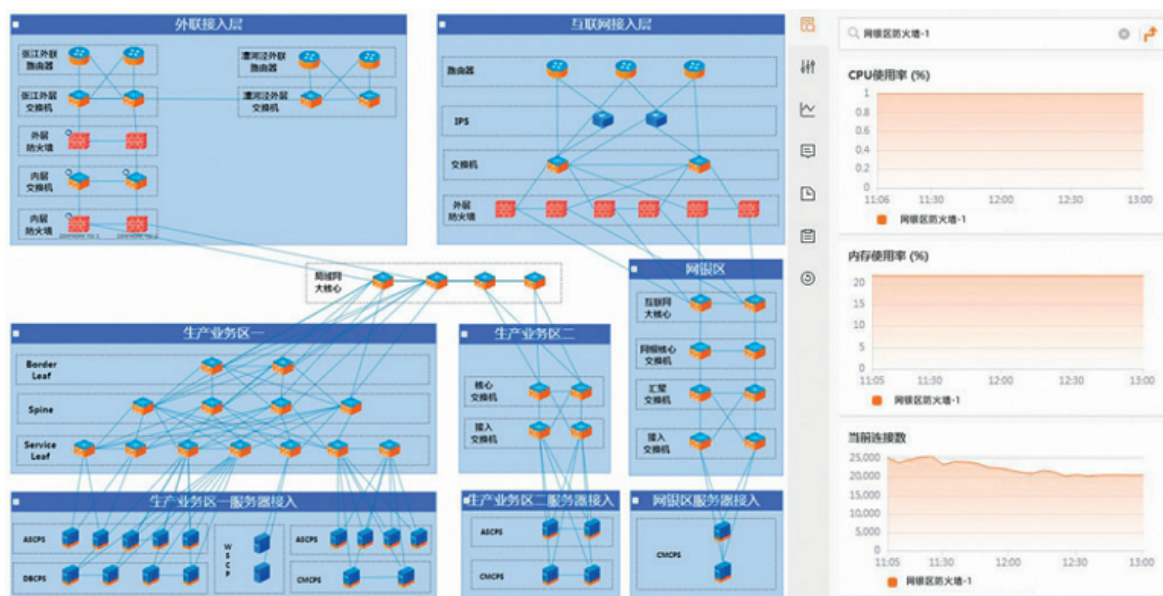 外联接入层
张江外联
路由器
漕河泾外联
路由器
张江外层
交换机
漕河泾外层
交换机
外层
防火墙
内层
交换机
内层
防火墙
互联网接入层
路由器
IPS
交换机
外层
防火墙
局域网
大核心
网银区
互联网
大核心
网银核心
交换机
汇聚
交换机
接入
交换机
生产业务区一
Border
Leaf
Spine
Service
Leaf
生产业务区二
核心
交换机
接入
交换机
生产业务区一服务器接入
ASCPS
DBCPS
W
S
C
P
ASCPS
CMCPS
生产业务区二服务器接入
ASCPS
CMCPS
网银区服务器接入
CMCPS
网银区防火墙-1
CPU使用率 (%)
1
0.8
0.6
0.4
0.2
0
11:06 11:30 12:00 12:30 13:00
网银区防火墙-1
内存使用率 (%)
20
15
10
5
0
11:05 11:30 12:00 12:30 13:00
网银区防火墙-1
当前连接数
25,000
20,000
15,000
10,000
5,000
0
11:05 11:30 12:00 12:30 13:00
网银区防火墙-1